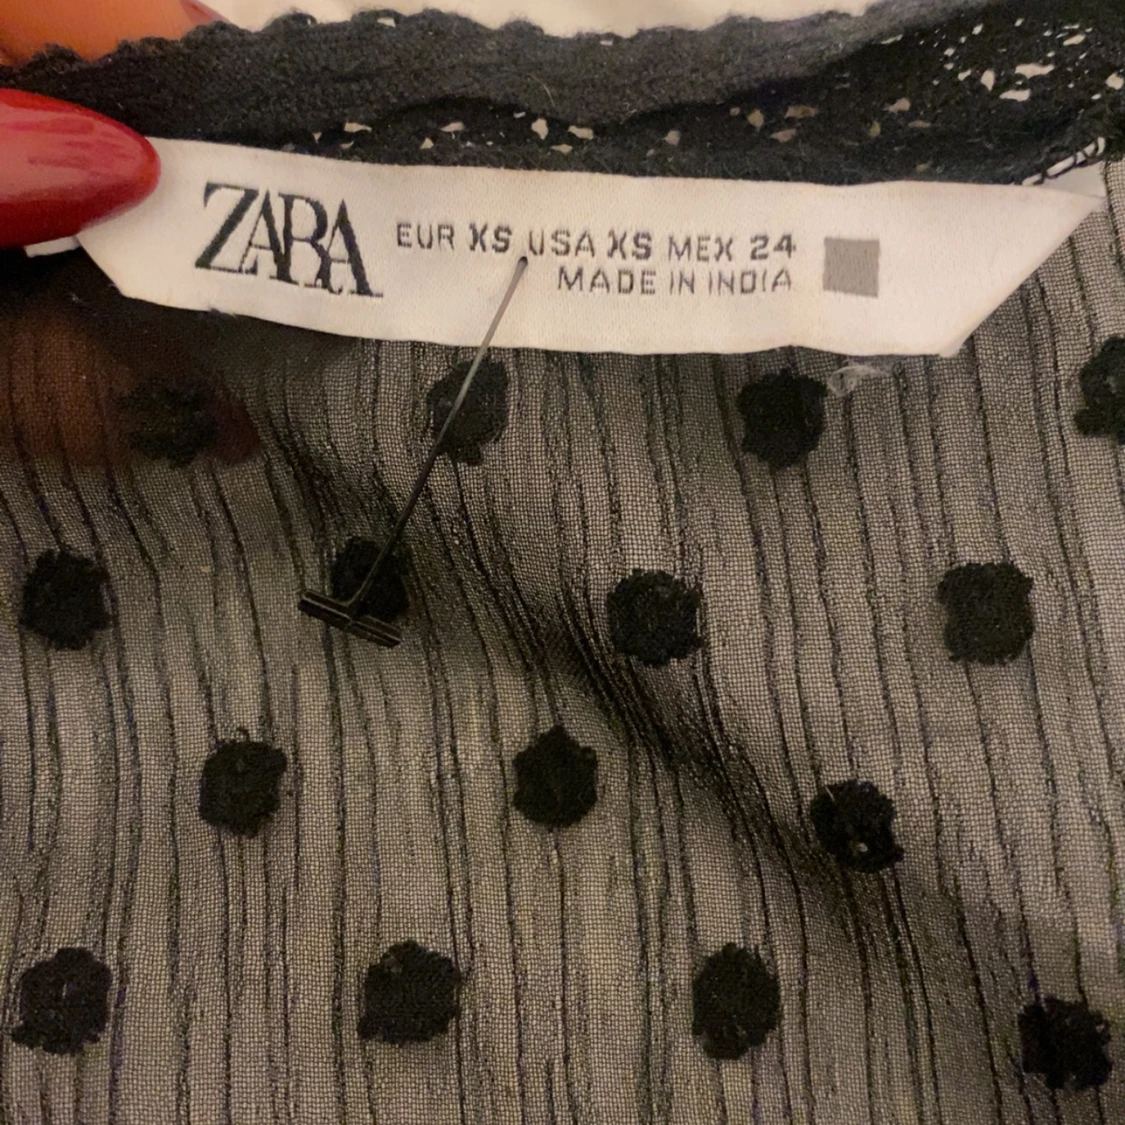 ZARA
EUR XS USA XS MEX 24
MADE IN INDIA